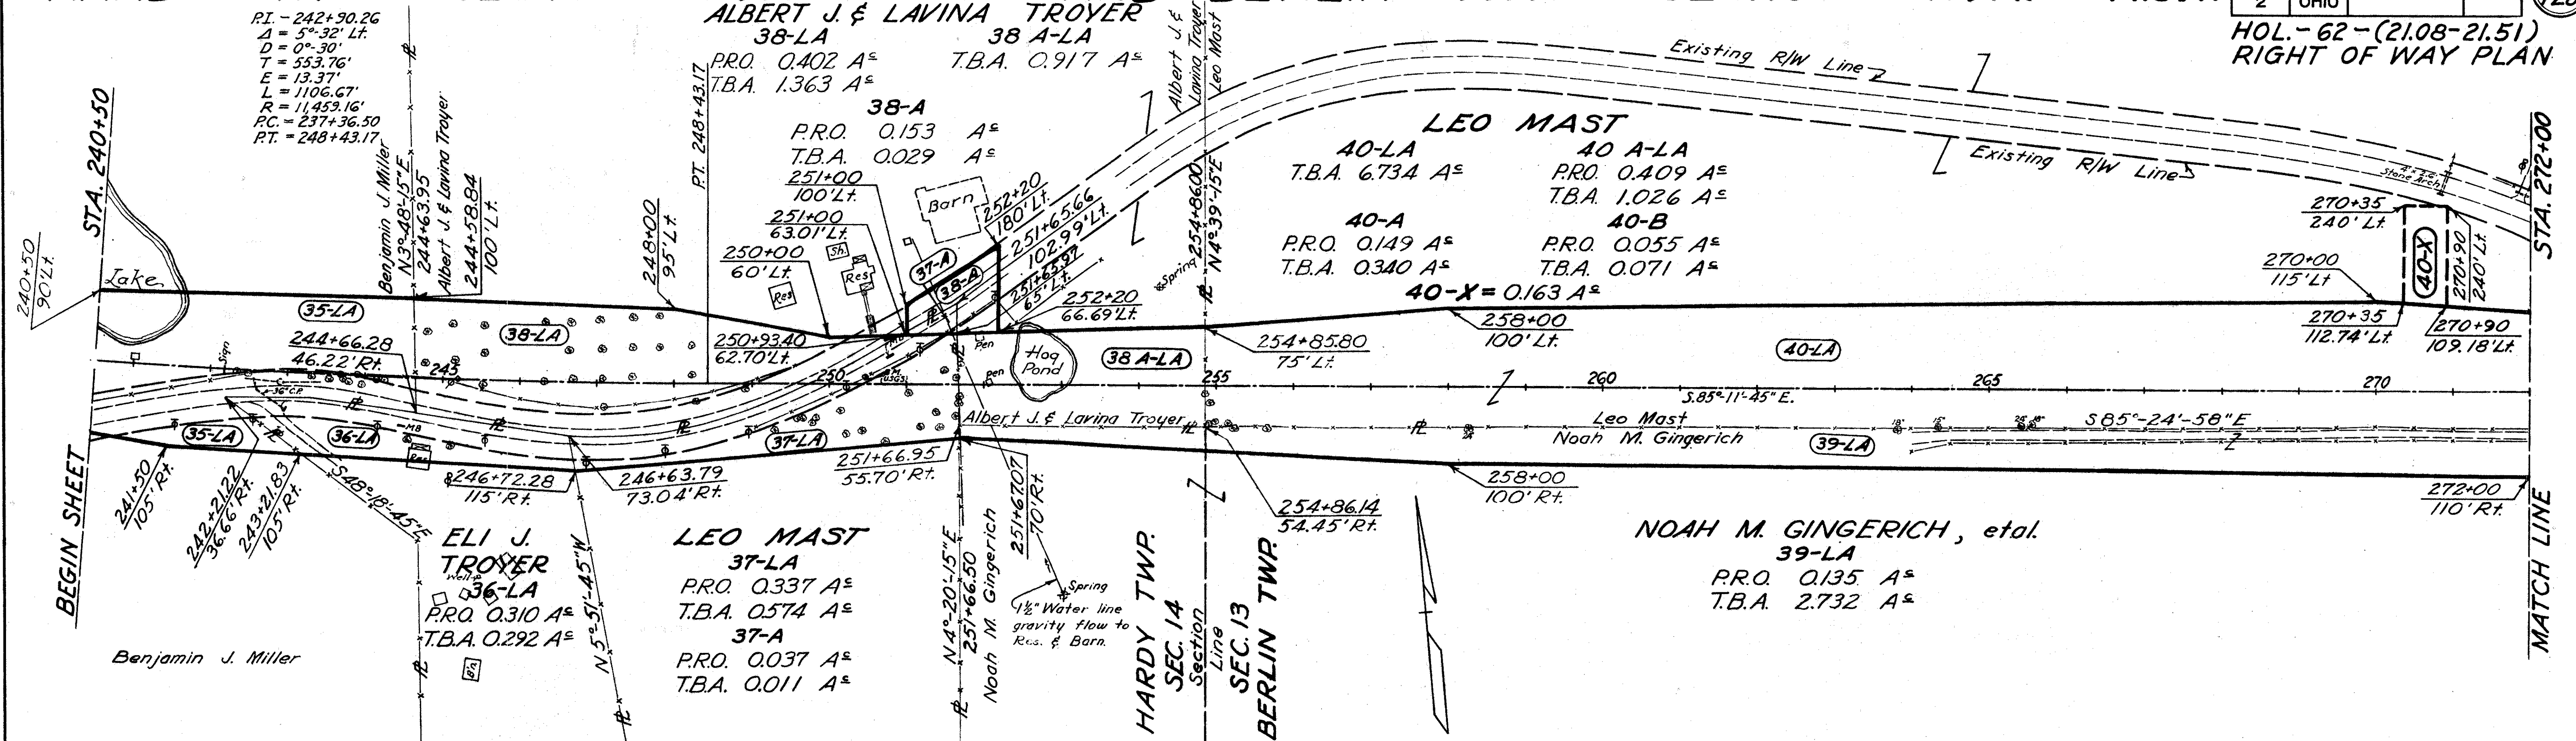 ALBERT J. & LAVINA TROYER
38-LA
P.R.O. 0.402 Ac
T.B.A. 1.363 Ac
38 A-LA
T.B.A. 0.917 Ac
38-A
P.R.O. 0.153 Ac
T.B.A. 0.029 Ac
P.I. - 242+90.26
Δ = 5°-32' Lt.
D = 0°-30'
T = 553.76'
E = 13.37'
L = 1106.67'
R = 11,459.16'
P.C. - 237+36.50
P.T. = 248+43.17
2
OHIO
HOL.-62-(21.08-21.51)
RIGHT OF WAY PLAN
Existing R/W Line
Existing R/W Line
Albert J. &
Lavina Troyer
Leo Mast
LEO MAST
40-LA
T.B.A. 6.734 Ac
40 A-LA
P.R.O. 0.409 Ac
T.B.A. 1.026 Ac
40-A
P.R.O. 0.149 Ac
T.B.A. 0.340 Ac
40-B
P.R.O. 0.055 Ac
T.B.A. 0.071 Ac
40-X = 0.163 Ac
STA. 240+50
240+50
90' Lt.
Lake
Benjamin J. Miller
N3°-48'-15"E
244+63.95
Albert J. & Lavina Troyer
244+58.84
100' Lt.
248+00
95' Lt.
P.T. 248+43.17
251+00
100' Lt.
251+00
63.01' Lt.
250+00
60' Lt.
Barn
Sh.
Res
Res
252+20
180' Lt.
251+65.66
102.99' Lt.
251+65.97
65' Lt.
252+20
66.69' Lt.
37-A
38-A
Spring
254+86.00
N4°39'-15"E
Stone Arch
270+35
240' Lt.
270+00
115' Lt
40-X
270+90
240' Lt.
STA. 272+00
35-LA
38-LA
244+66.28
46.22' Rt.
Sign
245
250+93.40
62.70' Lt.
250
MB
Pen
Pen
Hog
Pond
38 A-LA
254+85.80
75' Lt.
255
258+00
100' Lt.
40-LA
270+35
112.74' Lt.
270+90
109.18' Lt.
260
265
270
S.85°-11'-45"E.
Albert J. & Lavina Troyer
Leo Mast
Noah M. Gingerich
S85°-24'-58"E
39-LA
35-LA
36-LA
MB
Res
37-LA
BEGIN SHEET
241+50
105' Rt.
242+21.22
36.66' Rt.
243+21.83
105' Rt.
S48°-18'-45"E
246+72.28
115' Rt.
246+63.79
73.04' Rt.
251+66.95
55.70' Rt.
251+67.07
70' Rt.
254+86.14
54.45' Rt.
258+00
100' Rt.
272+00
110' Rt.
ELI J.
TROYER
Well
36-LA
P.R.O. 0.310 Ac
T.B.A. 0.292 Ac
Benjamin J. Miller
N5°-51'-45"W
LEO MAST
37-LA
P.R.O. 0.337 Ac
T.B.A. 0.574 Ac
37-A
P.R.O. 0.037 Ac
T.B.A. 0.011 Ac
N4°-20'-15"E
251+66.50
Noah M. Gingerich
Spring
1½" Water line
gravity flow to
Res. & Barn.
HARDY TWP.
SEC. 14
Section
Line
SEC. 13
BERLIN TWP.
NOAH M. GINGERICH, etal.
39-LA
P.R.O. 0.135 Ac
T.B.A. 2.732 Ac
MATCH LINE